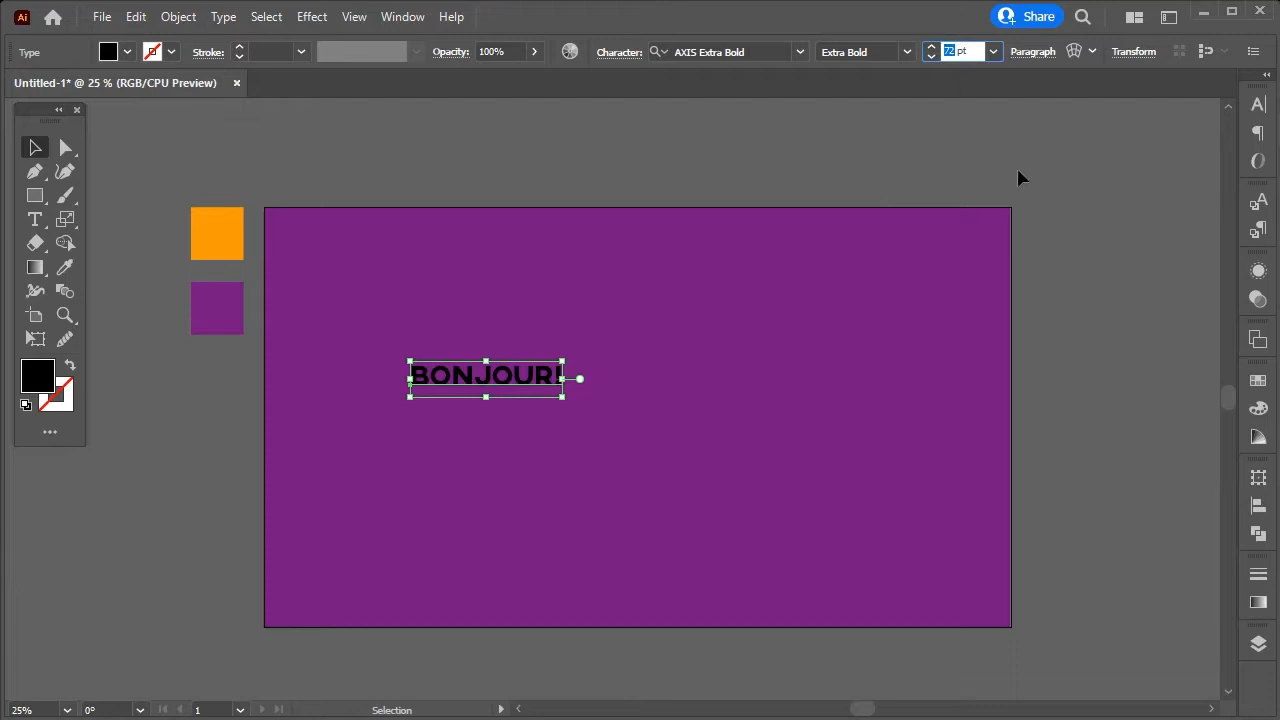 Ai File Edit Object Type Select Effect View Window Help Share
Type Stroke: Opacity: 100% Character: AXIS Extra Bold Extra Bold 72 pt Paragraph Transform
Untitled-1* @ 25 % (RGB/CPU Preview)
BONJOUR!
25% 0° 1 Selection